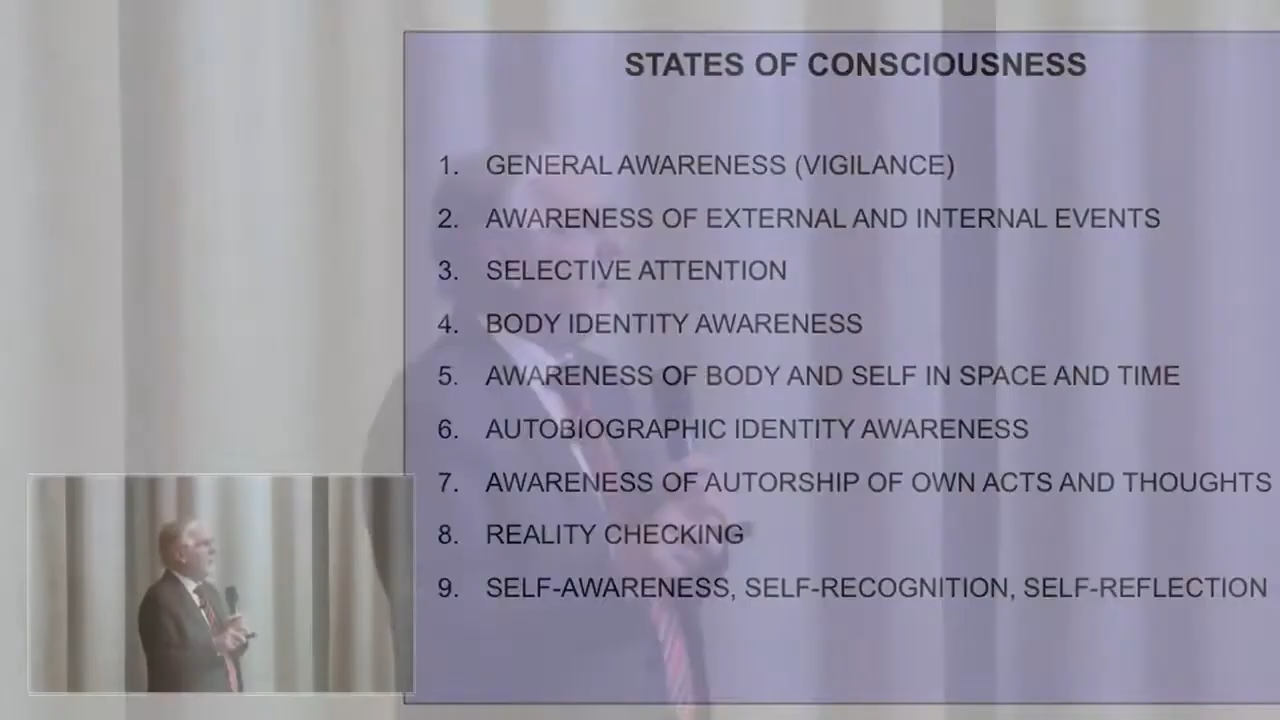 STATES OF CONSCIOUSNESS
1. GENERAL AWARENESS (VIGILANCE)
2. AWARENESS OF EXTERNAL AND INTERNAL EVENTS
3. SELECTIVE ATTENTION
4. BODY IDENTITY AWARENESS
5. AWARENESS OF BODY AND SELF IN SPACE AND TIME
6. AUTOBIOGRAPHIC IDENTITY AWARENESS
7. AWARENESS OF AUTORSHIP OF OWN ACTS AND THOUGHTS
8. REALITY CHECKING
9. SELF-AWARENESS, SELF-RECOGNITION, SELF-REFLECTION